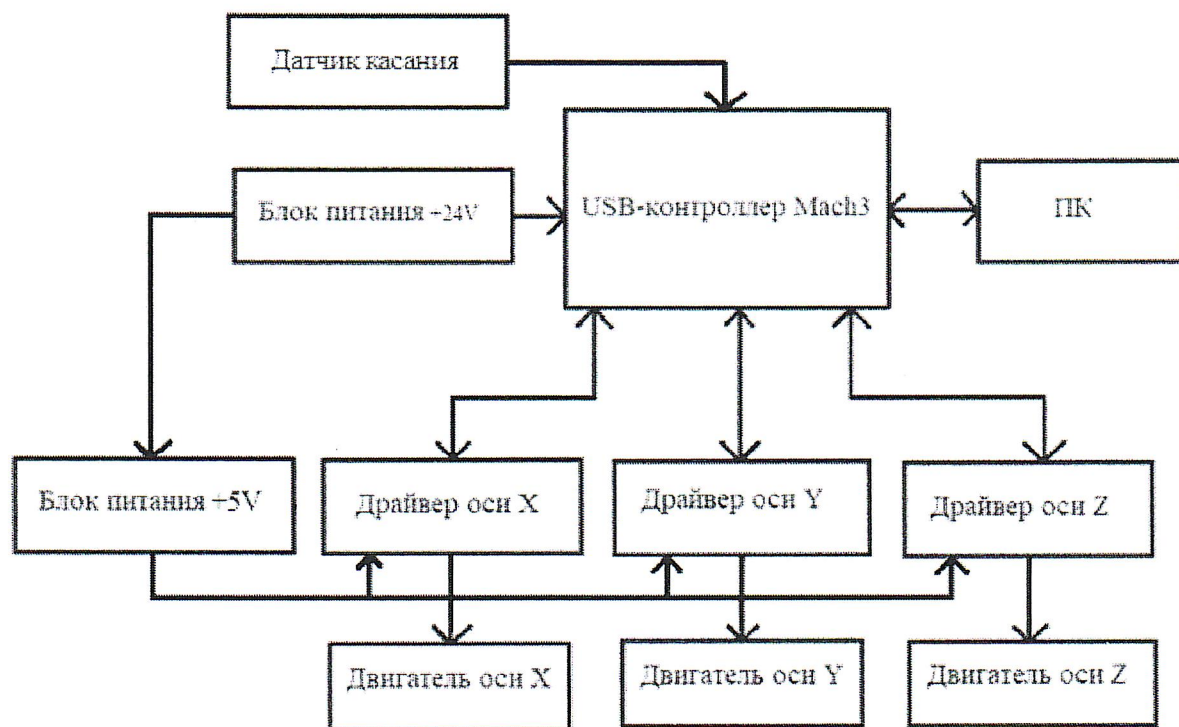 Датчик касания
Блок питания +24V
USB-контроллер Mach3
ПК
Блок питания +5V
Драйвер оси X
Драйвер оси Y
Драйвер оси Z
Двигатель оси X
Двигатель оси Y
Двигатель оси Z